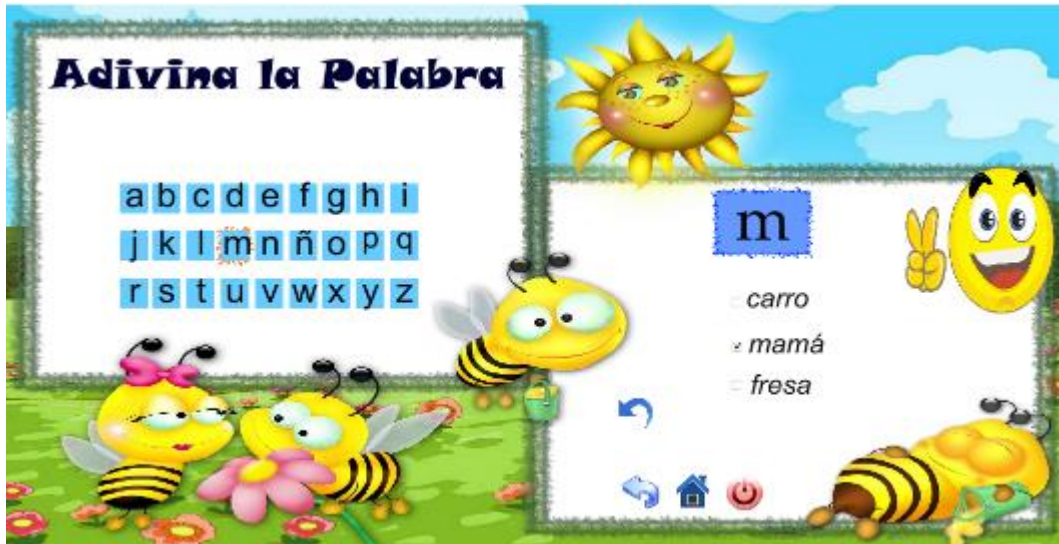 Adivina la Palabra
a b c d e f g h i
j k l m n ñ o p q
r s t u v w x y z
m
carro
mamá
fresa